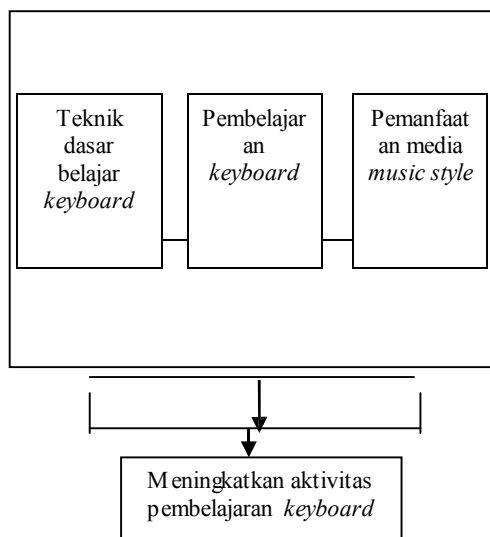 Teknik
dasar
belajar
keyboard
Pembelajar
an
keyboard
Pemanfaat
an media
music style
Meningkatkan aktivitas
pembelajaran keyboard